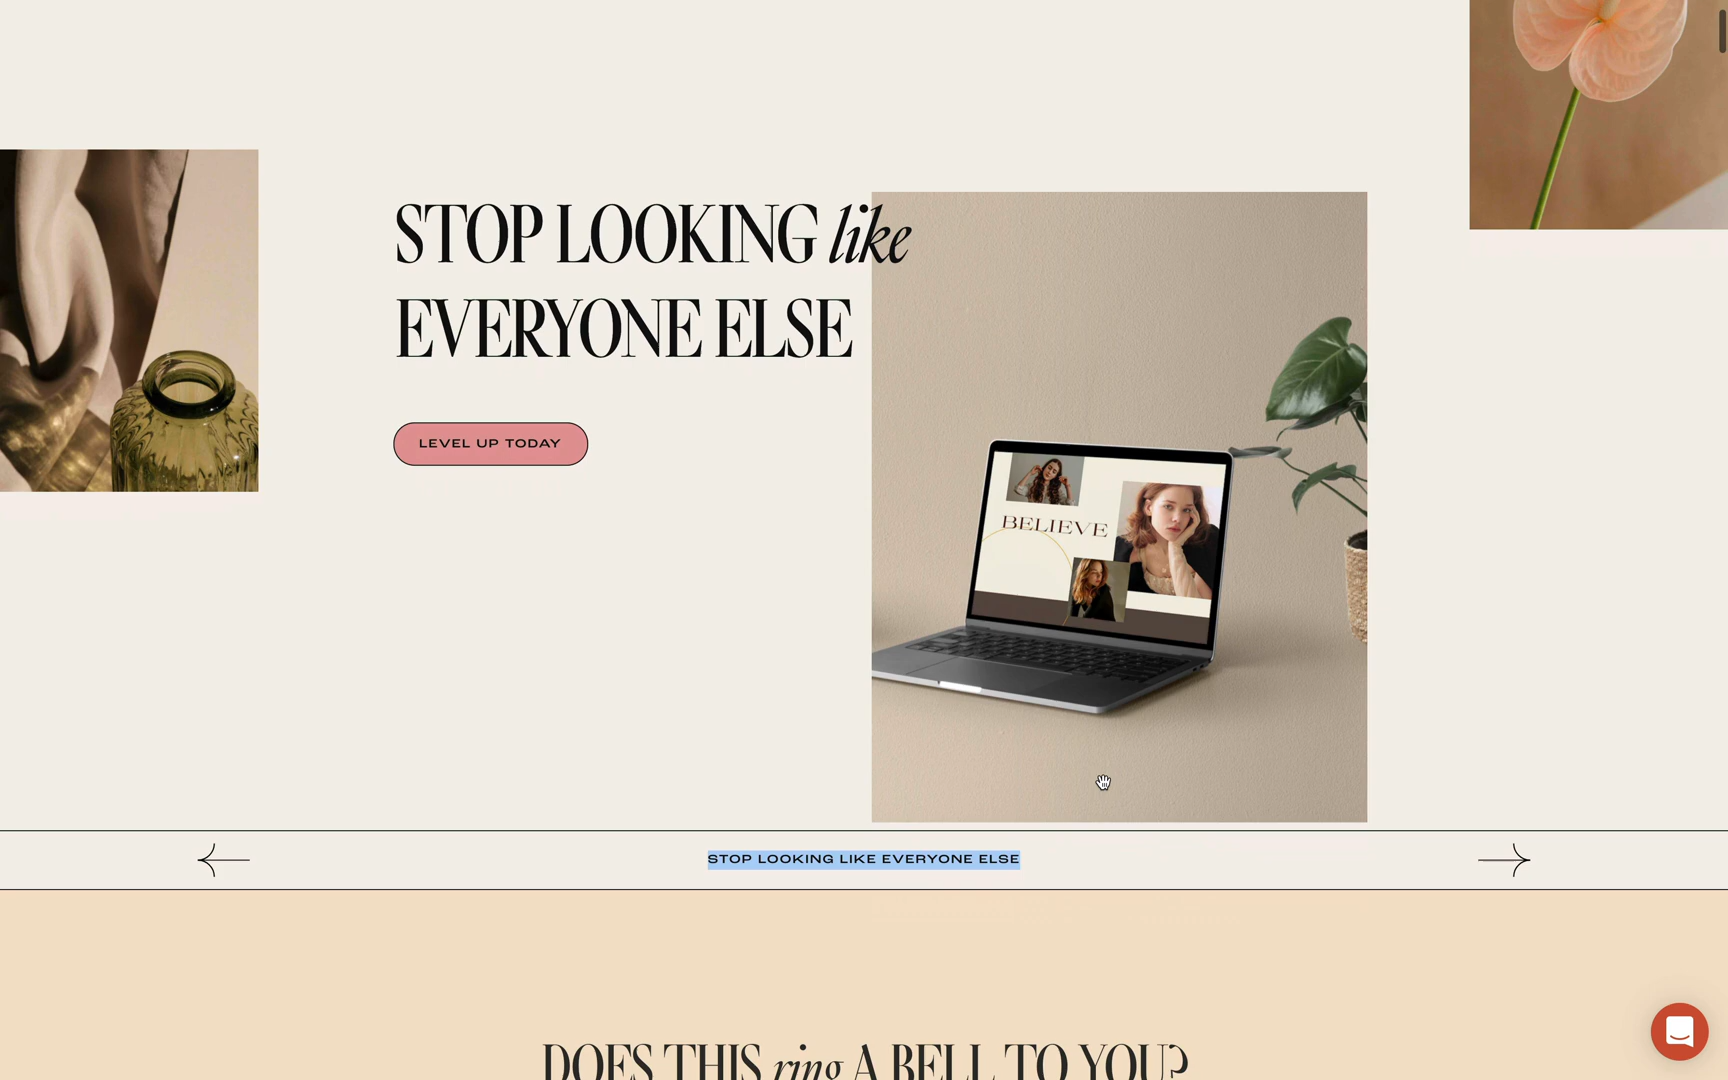 STOP LOOKING like
EVERYONE ELSE
LEVEL UP TODAY
BELIEVE
STOP LOOKING LIKE EVERYONE ELSE
DOES THIS ring A BELL TO YOU?